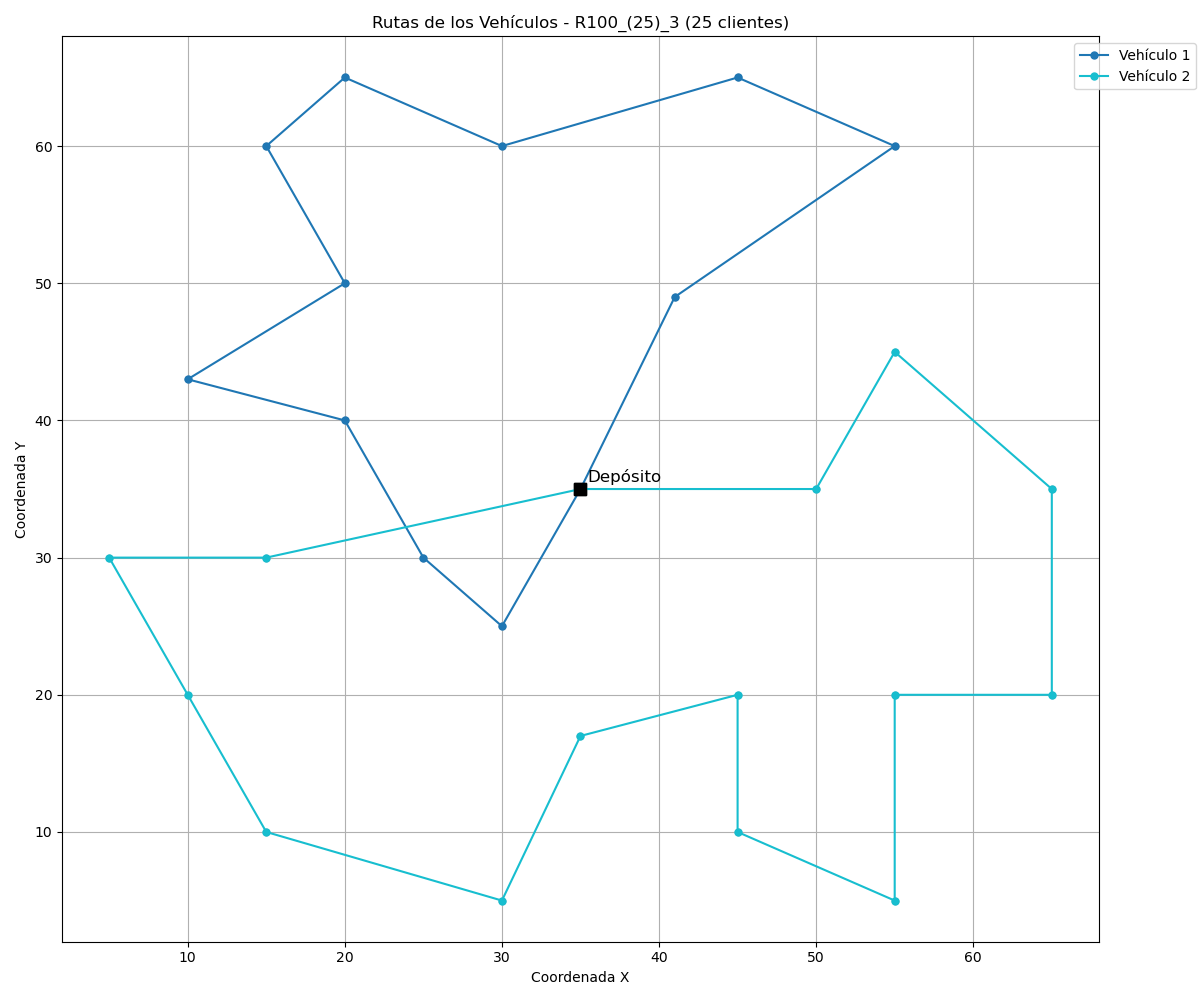 Rutas de los Vehículos - R100_(25)_3 (25 clientes)
Vehículo 1
Vehículo 2
60
50
40
30
20
10
Coordenada Y
Depósito
10 20 30 40 50 60
Coordenada X